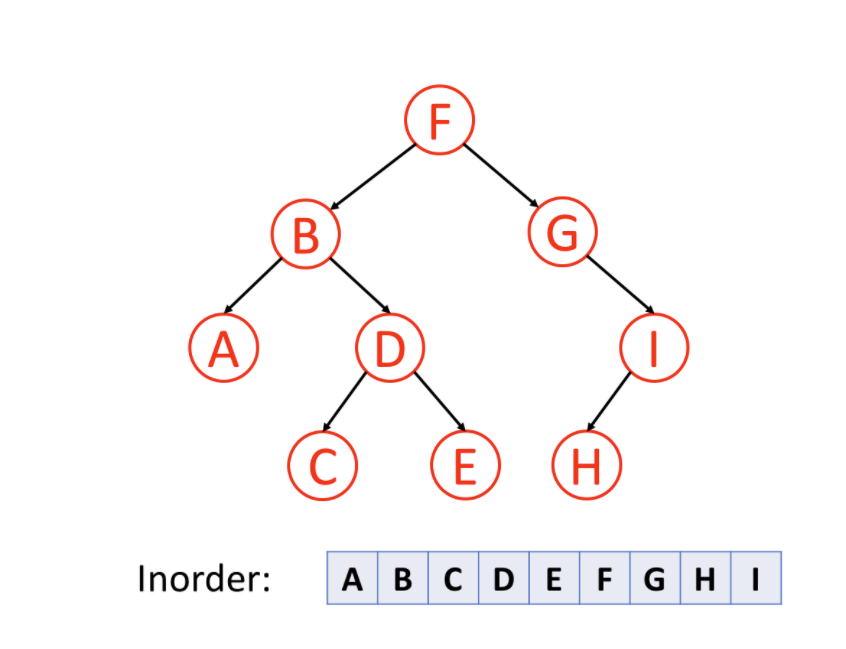 F
B G
A D I
C E H
Inorder: A B C D E F G H I